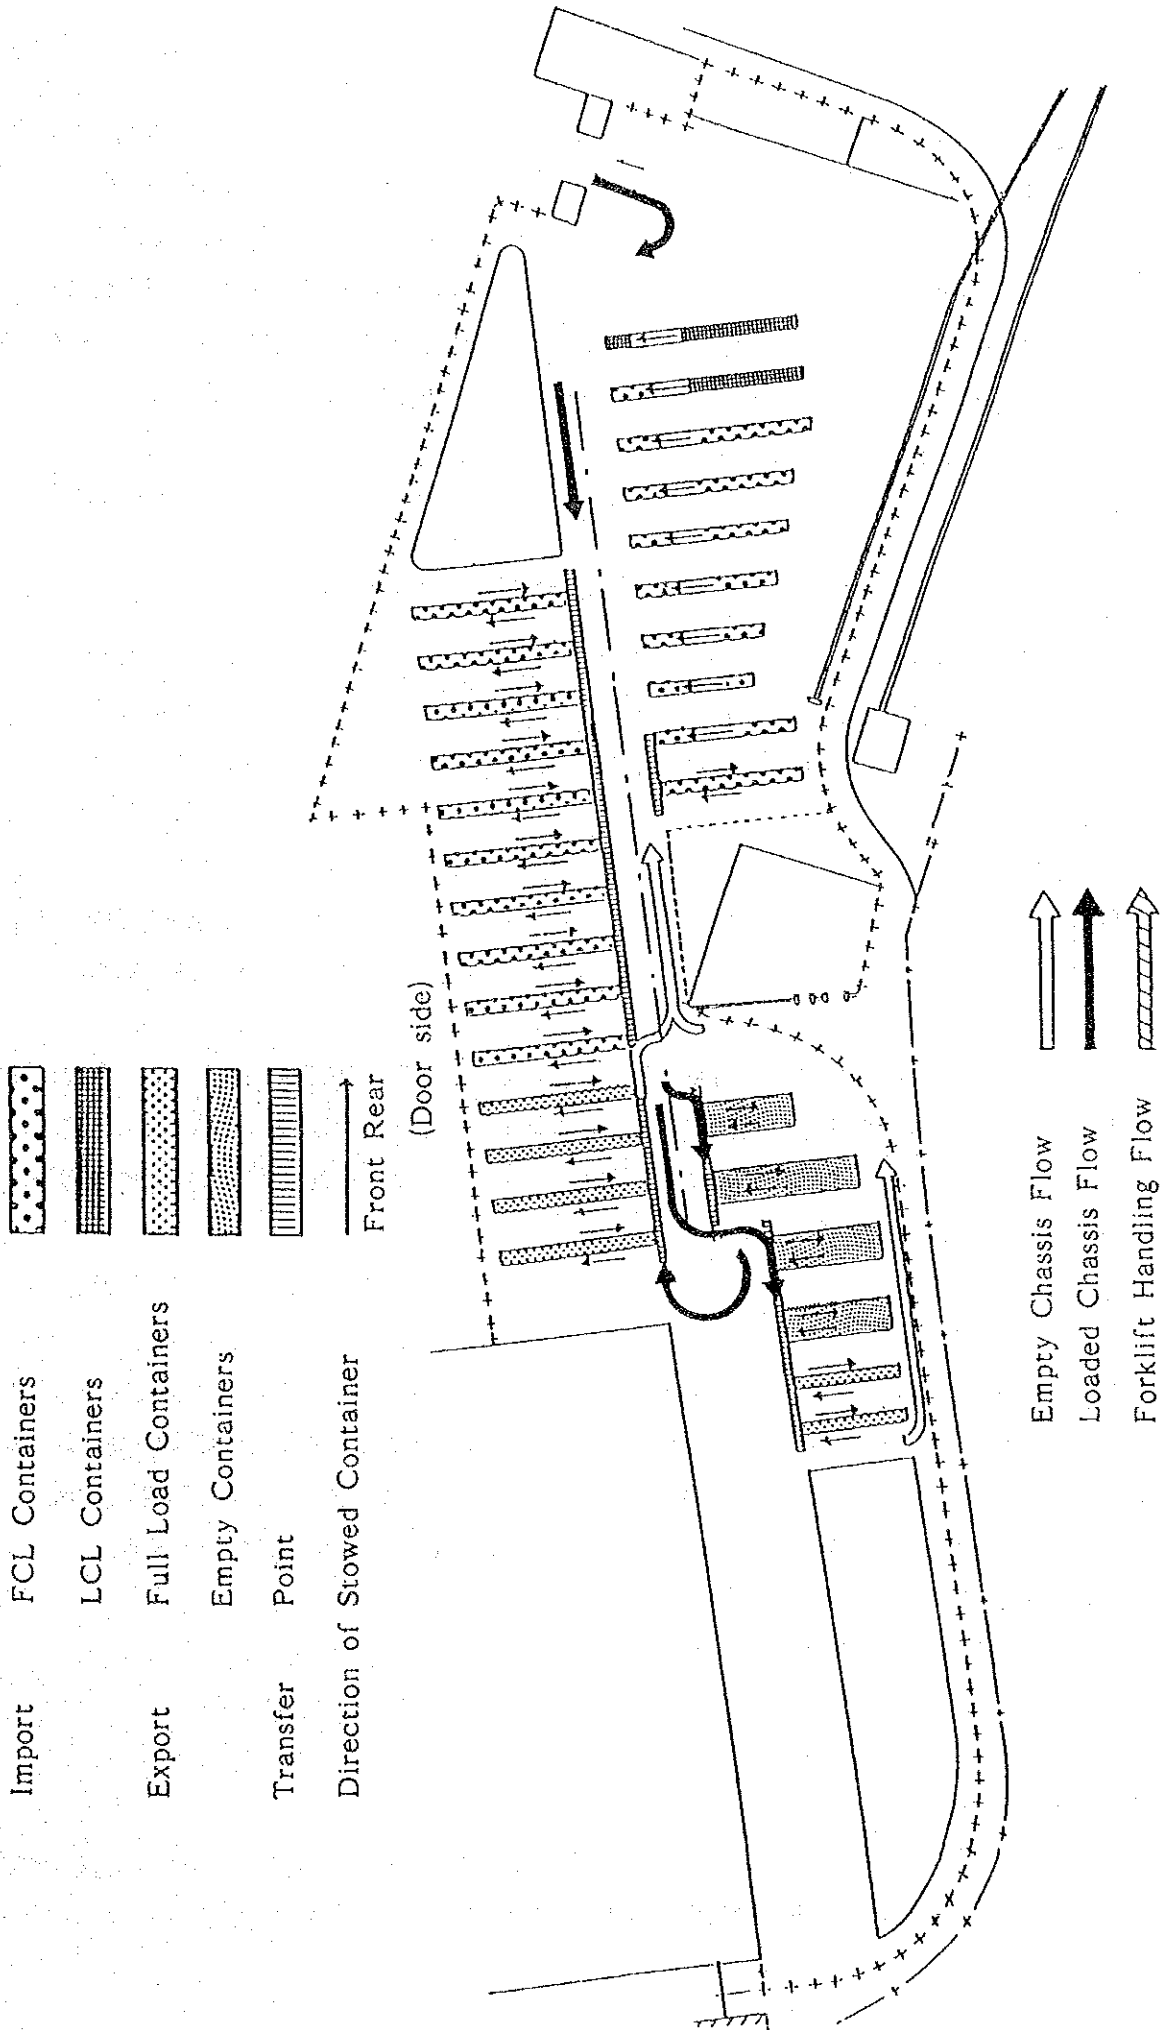 Import FCL Containers
LCL Containers
Export Full Load Containers
Empty Containers
Transfer Point
Direction of Stowed Container Front Rear
(Door side)
Empty Chassis Flow
Loaded Chassis Flow
Forklift Handling Flow